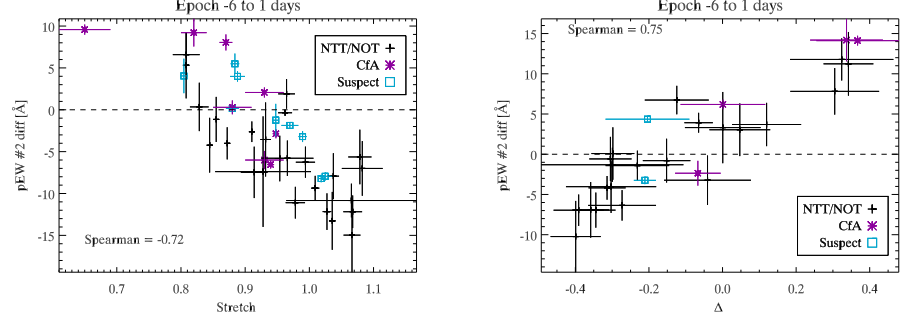 Epoch -6 to 1 days
10
5
0
-5
-10
-15
pEW #2 diff [Å]
NTT/NOT
CfA
Suspect
Spearman = -0.72
0.7
0.8
0.9
1.0
1.1
Stretch
Epoch -6 to 1 days
15
10
5
0
-5
-10
pEW #2 diff [Å]
Spearman = 0.75
NTT/NOT
CfA
Suspect
-0.4
-0.2
0.0
0.2
0.4
Δ